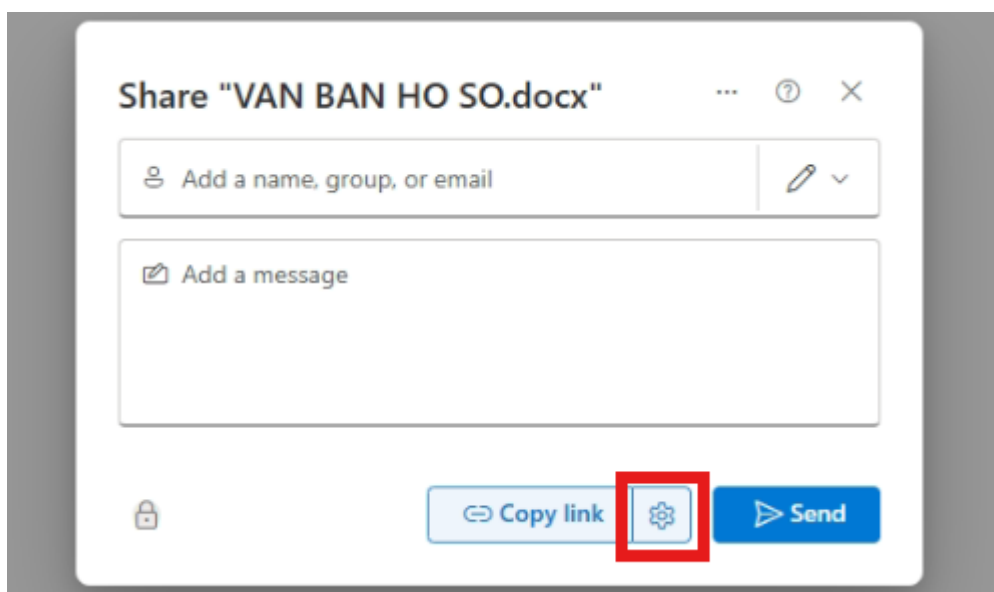 Share "VAN BAN HO SO.docx"
Add a name, group, or email
Add a message
Copy link
Send